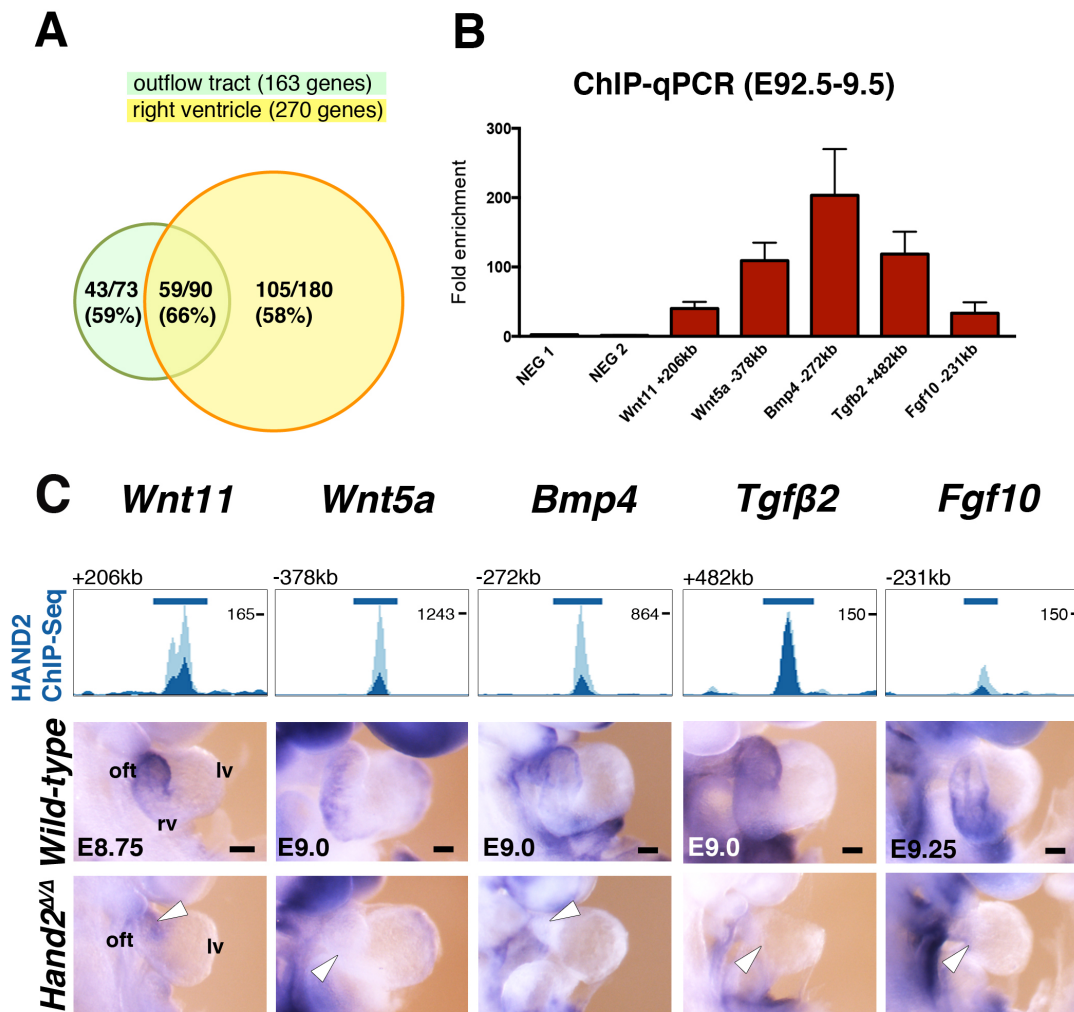 A
outflow tract (163 genes)
right ventricle (270 genes)
43/73
(59%)
59/90
(66%)
105/180
(58%)
B
ChIP-qPCR (E92.5-9.5)
Fold enrichment
300
200
100
0
NEG 1
NEG 2
Wnt11 +206kb
Wnt5a -378kb
Bmp4 -272kb
Tgfb2 +482kb
Fgf10 -231kb
C
Wnt11
Wnt5a
Bmp4
Tgfβ2
Fgf10
HAND2
ChIP-Seq
+206kb
165
-378kb
1243
-272kb
864
+482kb
150
-231kb
150
Wild-type
oft
lv
rv
E8.75
E9.0
E9.0
E9.0
E9.25
Hand2Δ/Δ
oft
lv